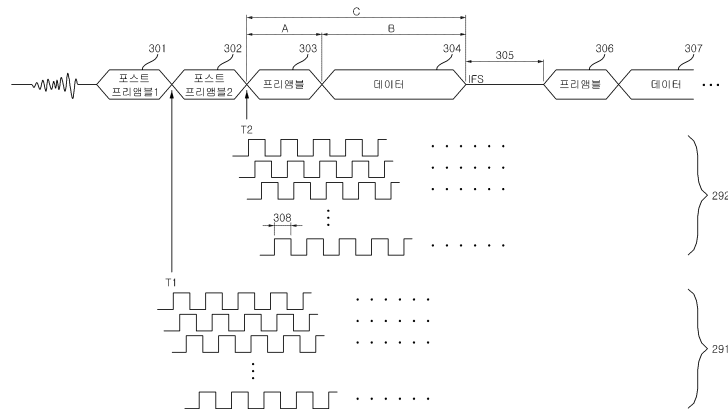 C
A
B
301
302
303
304
305
306
307
포스트
프리앰블1
포스트
프리앰블2
프리앰블
데이터
IFS
프리앰블
데이터
T2
308
292
T1
291